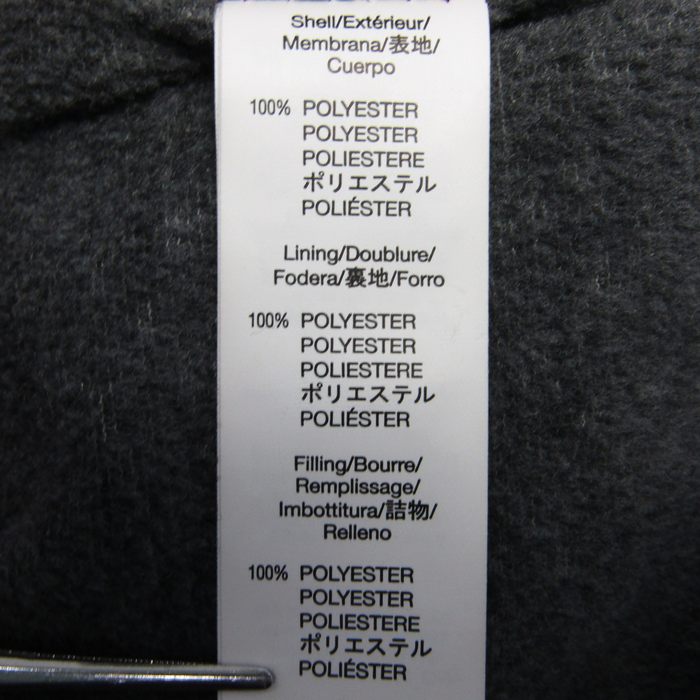 Shell/Extérieur/
Membrana/表地/
Cuerpo
100% POLYESTER
POLYESTER
POLIESTERE
ポリエステル
POLIÉSTER
Lining/Doublure/
Fodera/裏地/Forro
100% POLYESTER
POLYESTER
POLIESTERE
ポリエステル
POLIÉSTER
Filling/Bourre/
Remplissage/
Imbottitura/詰物/
Relleno
100% POLYESTER
POLYESTER
POLIESTERE
ポリエステル
POLIÉSTER